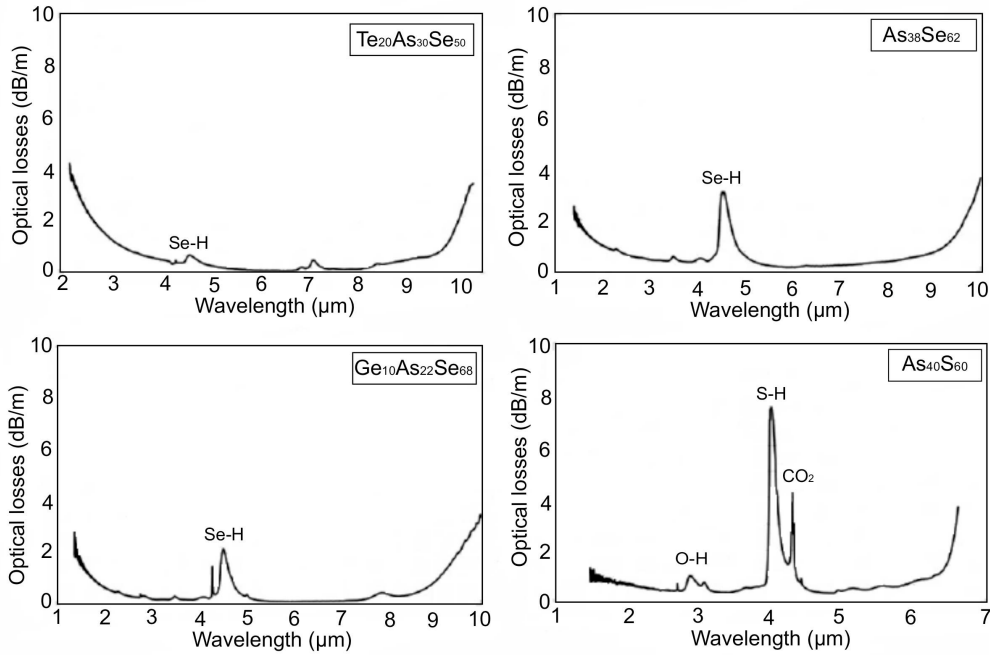 Te₂₀As₃₀Se₅₀
Optical losses (dB/m)
10
8
6
4
2
0
Se-H
2 3 4 5 6 7 8 9 10
Wavelength (µm)
As₃₈Se₆₂
Optical losses (dB/m)
10
8
6
4
2
0
Se-H
1 2 3 4 5 6 7 8 9 10
Wavelength (µm)
Ge₁₀As₂₂Se₆₈
Optical losses (dB/m)
10
8
6
4
2
0
Se-H
1 2 3 4 5 6 7 8 9 10
Wavelength (µm)
As₄₀S₆₀
Optical losses (dB/m)
10
8
6
4
2
0
S-H
CO₂
O-H
1 2 3 4 5 6 7
Wavelength (µm)